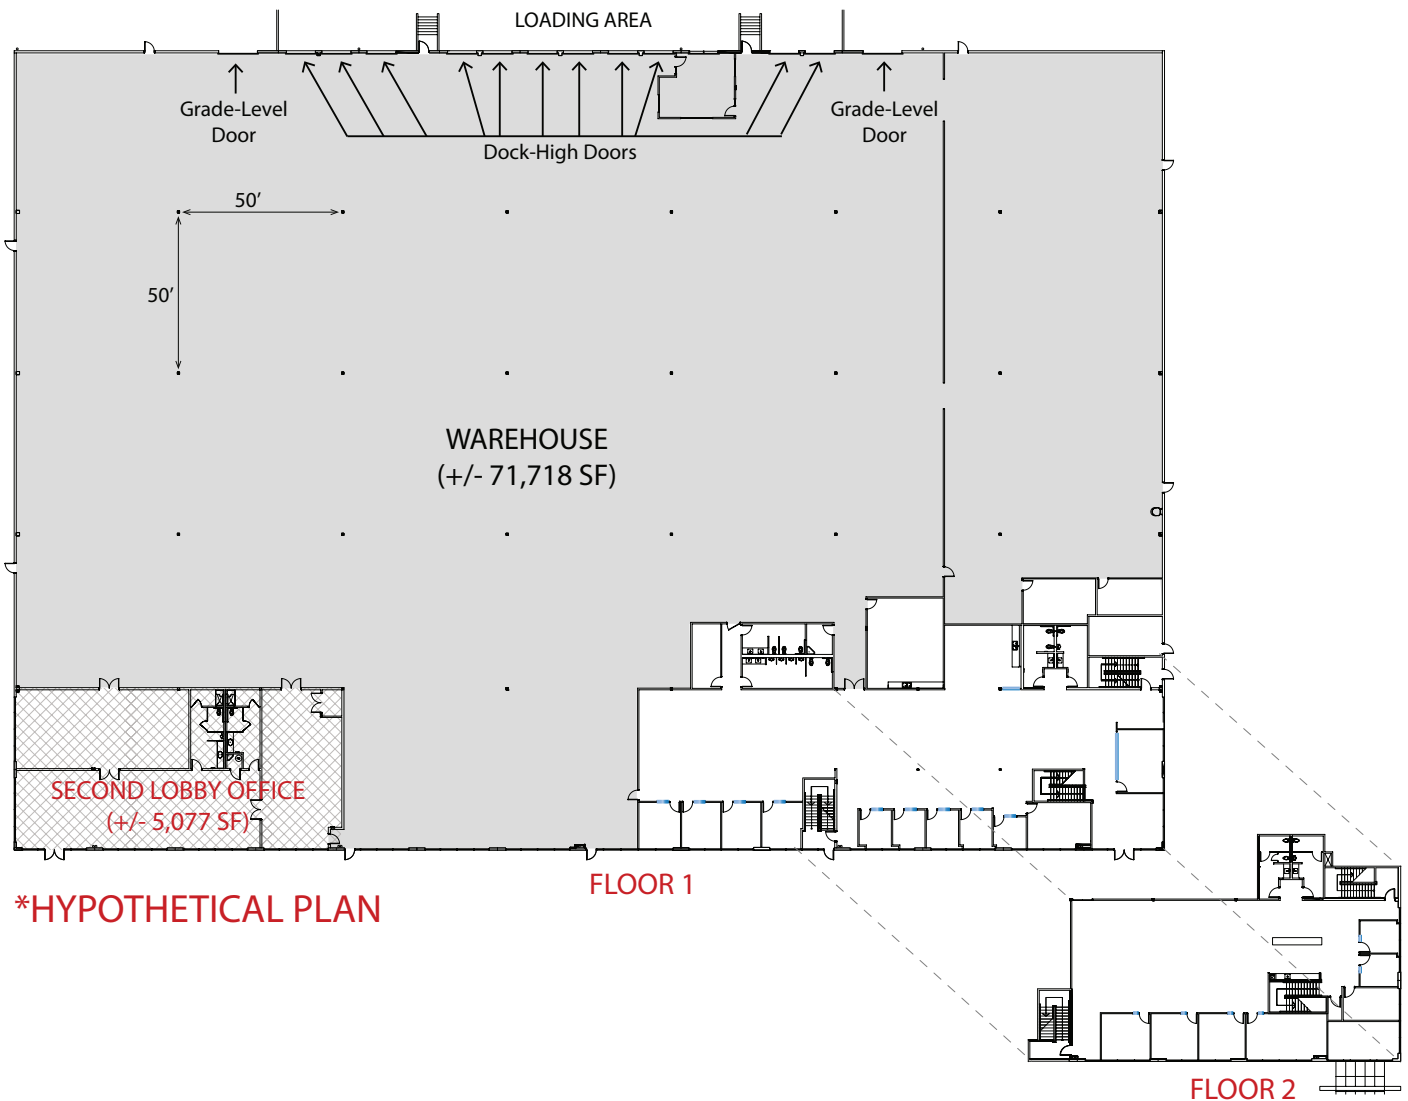 LOADING AREA
Grade-Level
Door
Grade-Level
Door
Dock-High Doors
50’
50’
WAREHOUSE
(+/- 71,718 SF)
SECOND LOBBY OFFICE
(+/- 5,077 SF)
FLOOR 1
*HYPOTHETICAL PLAN
FLOOR 2